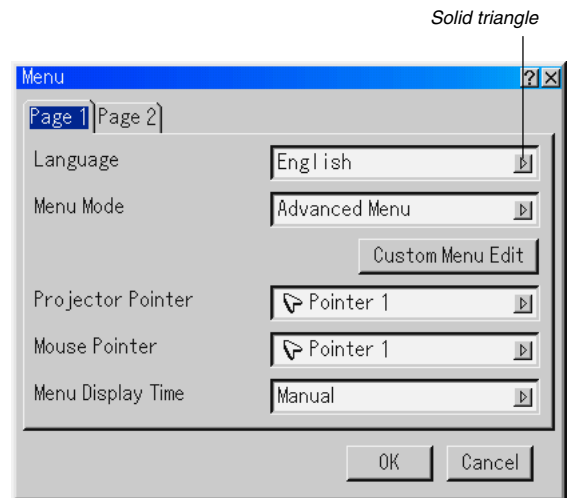 Solid triangle
Menu ? ×
Page 1 Page 2
Language English
Menu Mode Advanced Menu
Custom Menu Edit
Projector Pointer Pointer 1
Mouse Pointer Pointer 1
Menu Display Time Manual
OK Cancel